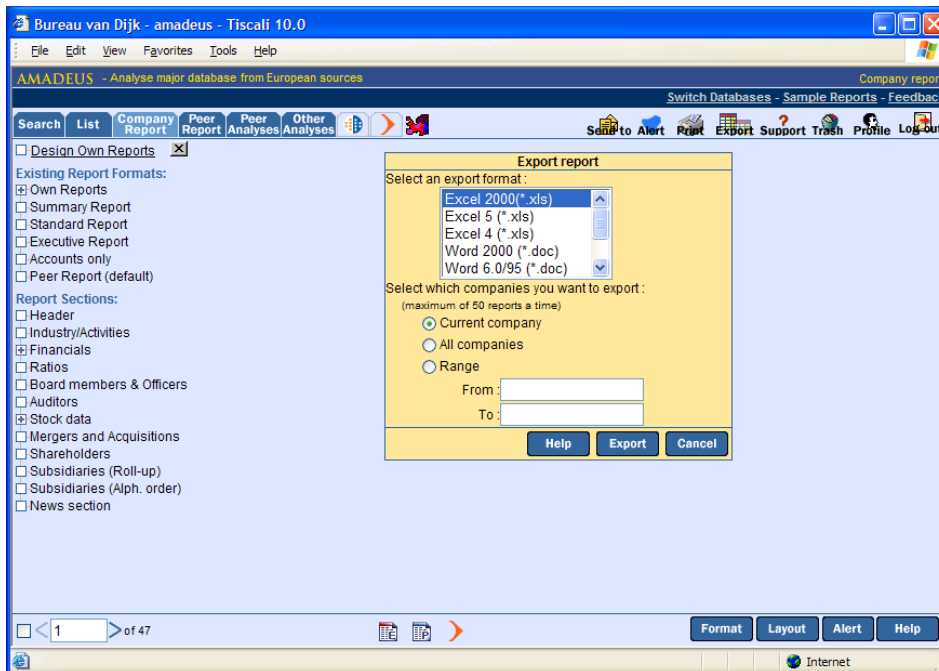 Bureau van Dijk - amadeus - Tiscali 10.0
File Edit View Favorites Tools Help
AMADEUS - Analyse major database from European sources
Company repor
Switch Databases - Sample Reports - Feedbac
Search List Company Report Peer Report Peer Analyses Other Analyses
Send to Alert Print Export Support Trash Profile Log out
Design Own Reports
Existing Report Formats:
Own Reports
Summary Report
Standard Report
Executive Report
Accounts only
Peer Report (default)
Report Sections:
Header
Industry/Activities
Financials
Ratios
Board members & Officers
Auditors
Stock data
Mergers and Acquisitions
Shareholders
Subsidiaries (Roll-up)
Subsidiaries (Alph. order)
News section
Export report
Select an export format :
Excel 2000(*.xls)
Excel 5 (*.xls)
Excel 4 (*.xls)
Word 2000 (*.doc)
Word 6.0/95 (*.doc)
Select which companies you want to export :
(maximum of 50 reports a time)
Current company
All companies
Range
From :
To :
Help Export Cancel
1 of 47
Format Layout Alert Help
Internet